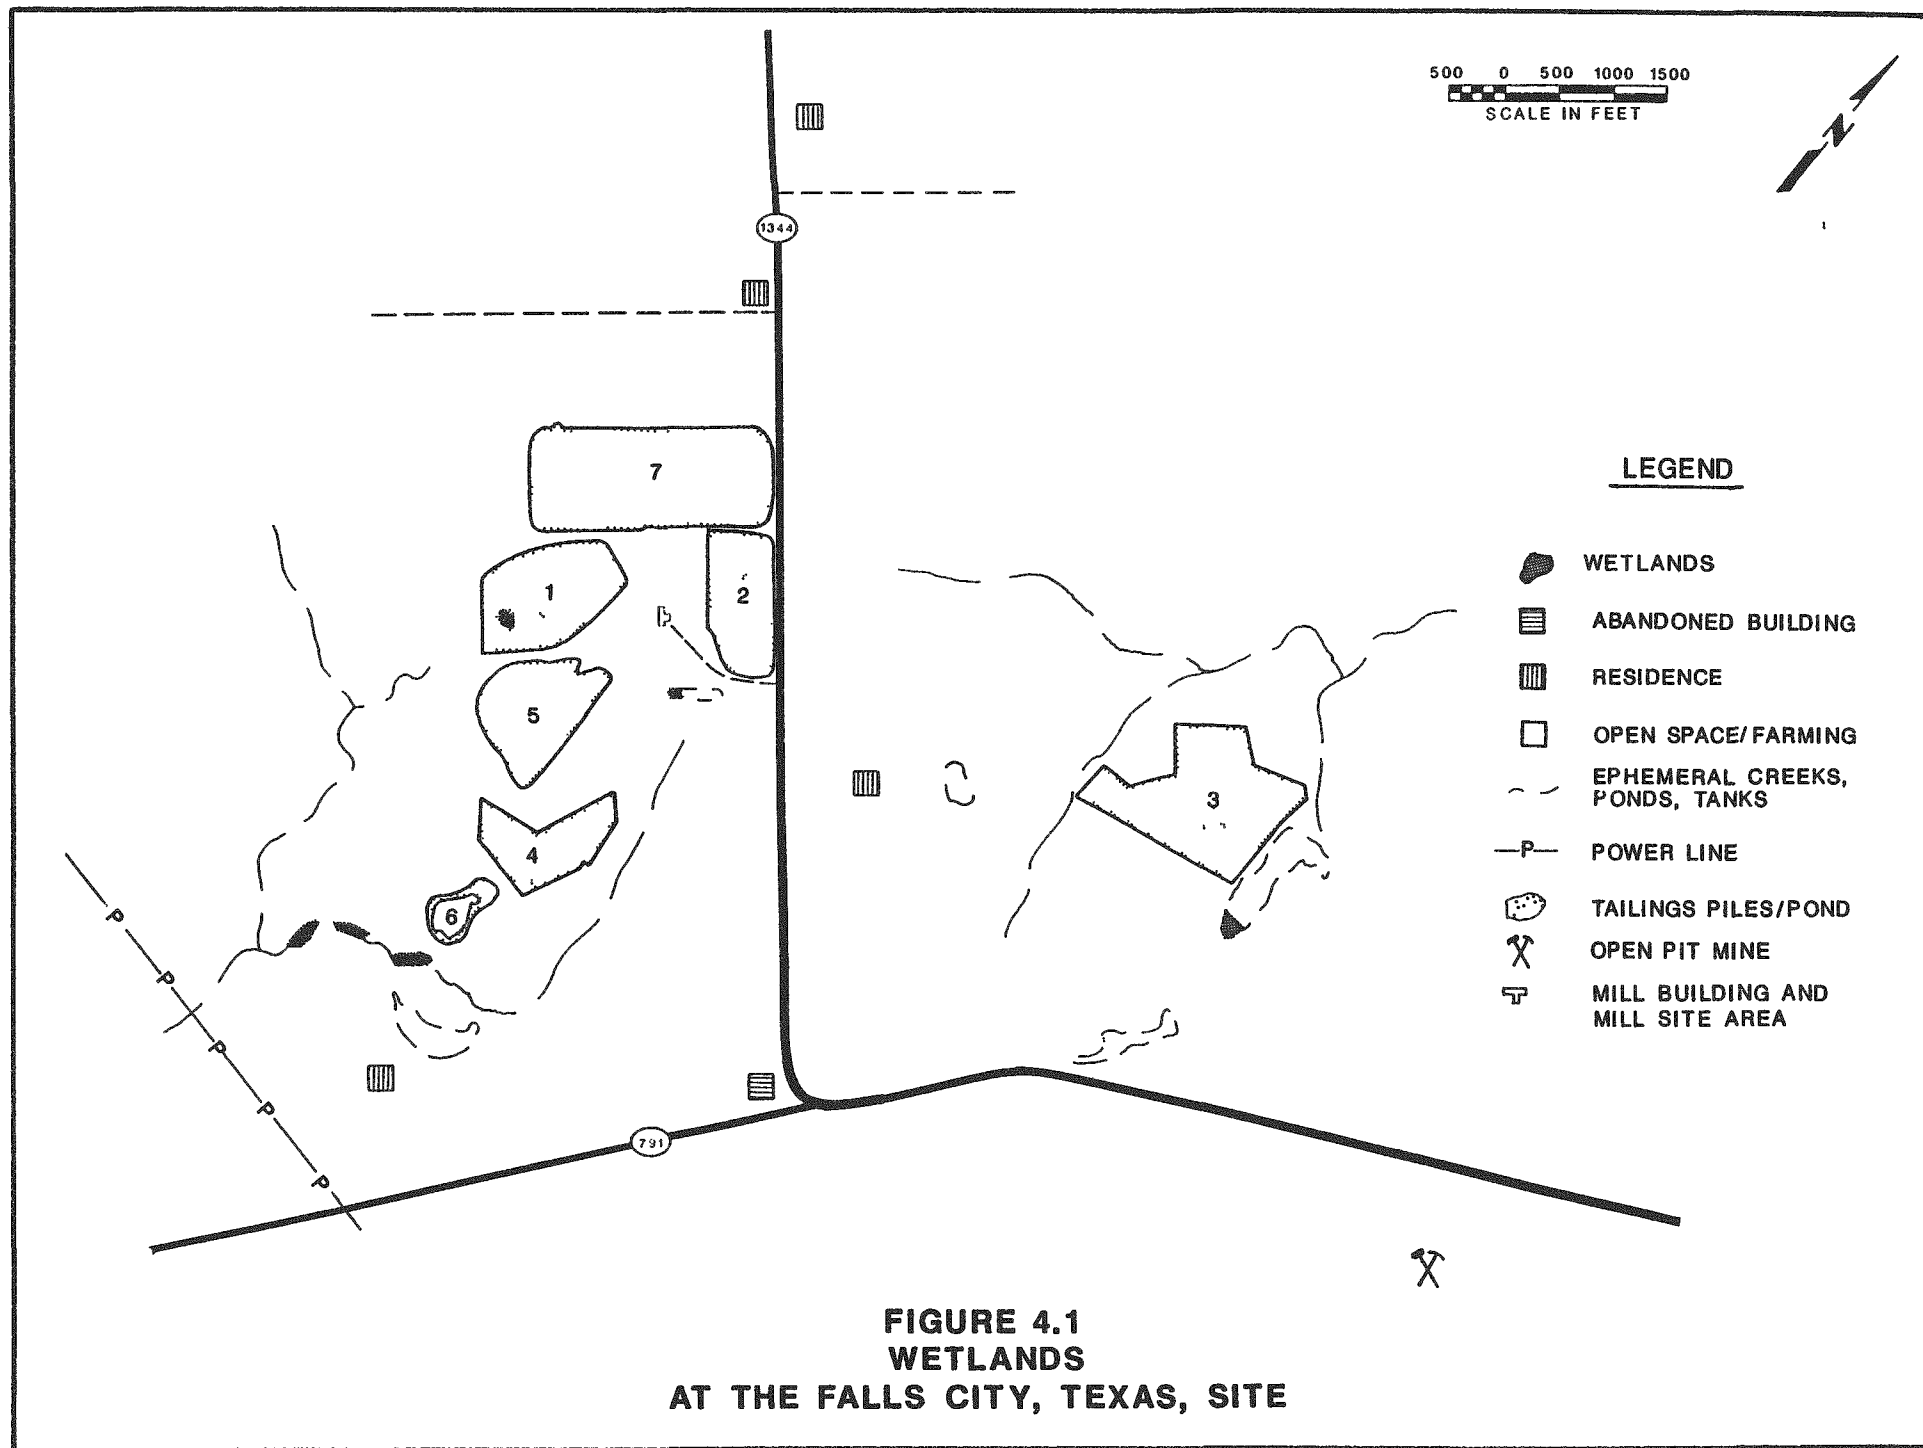 500 0 500 1000 1500
SCALE IN FEET
N
1344
7
1
2
5
3
4
6
P
P
P
P
P
791
LEGEND
WETLANDS
ABANDONED BUILDING
RESIDENCE
OPEN SPACE/FARMING
EPHEMERAL CREEKS,
PONDS, TANKS
—P— POWER LINE
TAILINGS PILES/POND
OPEN PIT MINE
MILL BUILDING AND
MILL SITE AREA
FIGURE 4.1
WETLANDS
AT THE FALLS CITY, TEXAS, SITE